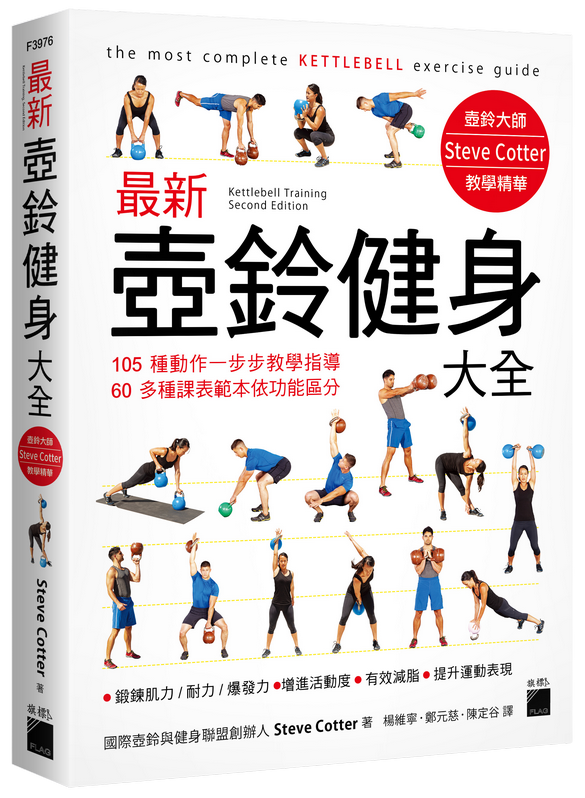 F3976
最新
Kettlebell Training, Second Edition
壺鈴健身
大全
壺鈴大師
Steve Cotter
教學精華
Steve Cotter 著
旗標
FLAG
the most complete KETTLEBELL exercise guide
壺鈴大師
Steve Cotter
教學精華
最新
Kettlebell Training
Second Edition
壺鈴健身
大全
105 種動作一步步教學指導
60 多種課表範本依功能區分
●鍛鍊肌力/耐力/爆發力●增進活動度●有效減脂●提升運動表現
國際壺鈴與健身聯盟創辦人 Steve Cotter 著 楊維寧・鄭元慈・陳定谷 譯
旗標
FLAG